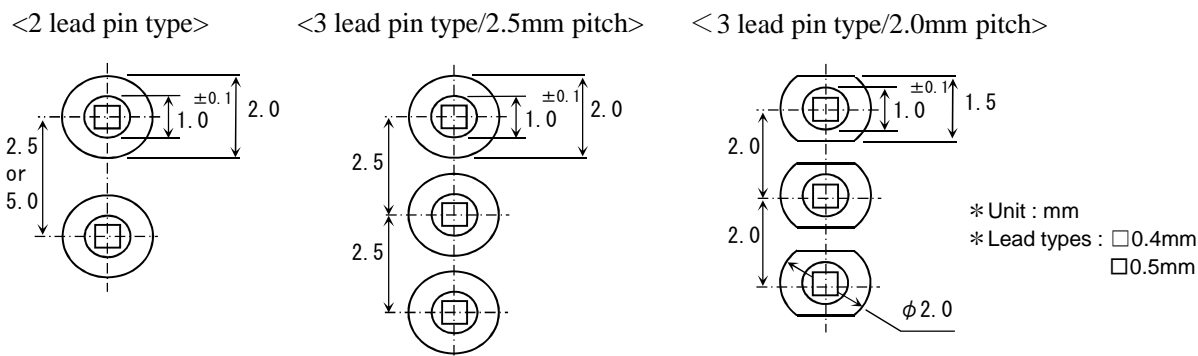 <2 lead pin type>
<3 lead pin type/2.5mm pitch>
<3 lead pin type/2.0mm pitch>
2.5
or
5.0
1.0 ±0.1
2.0
2.5
2.5
1.0 ±0.1
2.0
2.0
2.0
1.0 ±0.1
1.5
φ2.0
*Unit : mm
*Lead types : □0.4mm
□0.5mm